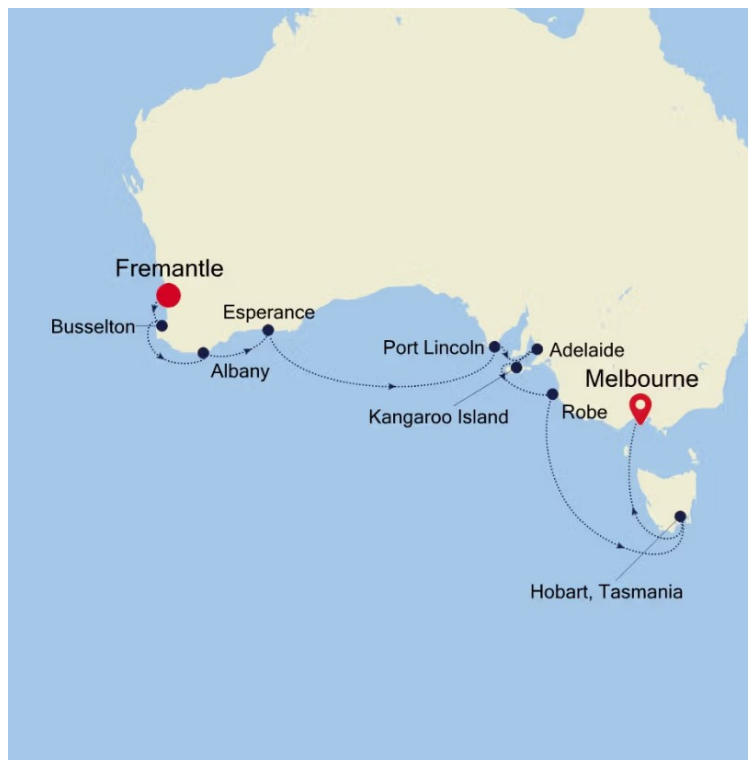 Fremantle
Busselton
Esperance
Albany
Port Lincoln
Adelaide
Kangaroo Island
Melbourne
Robe
Hobart, Tasmania